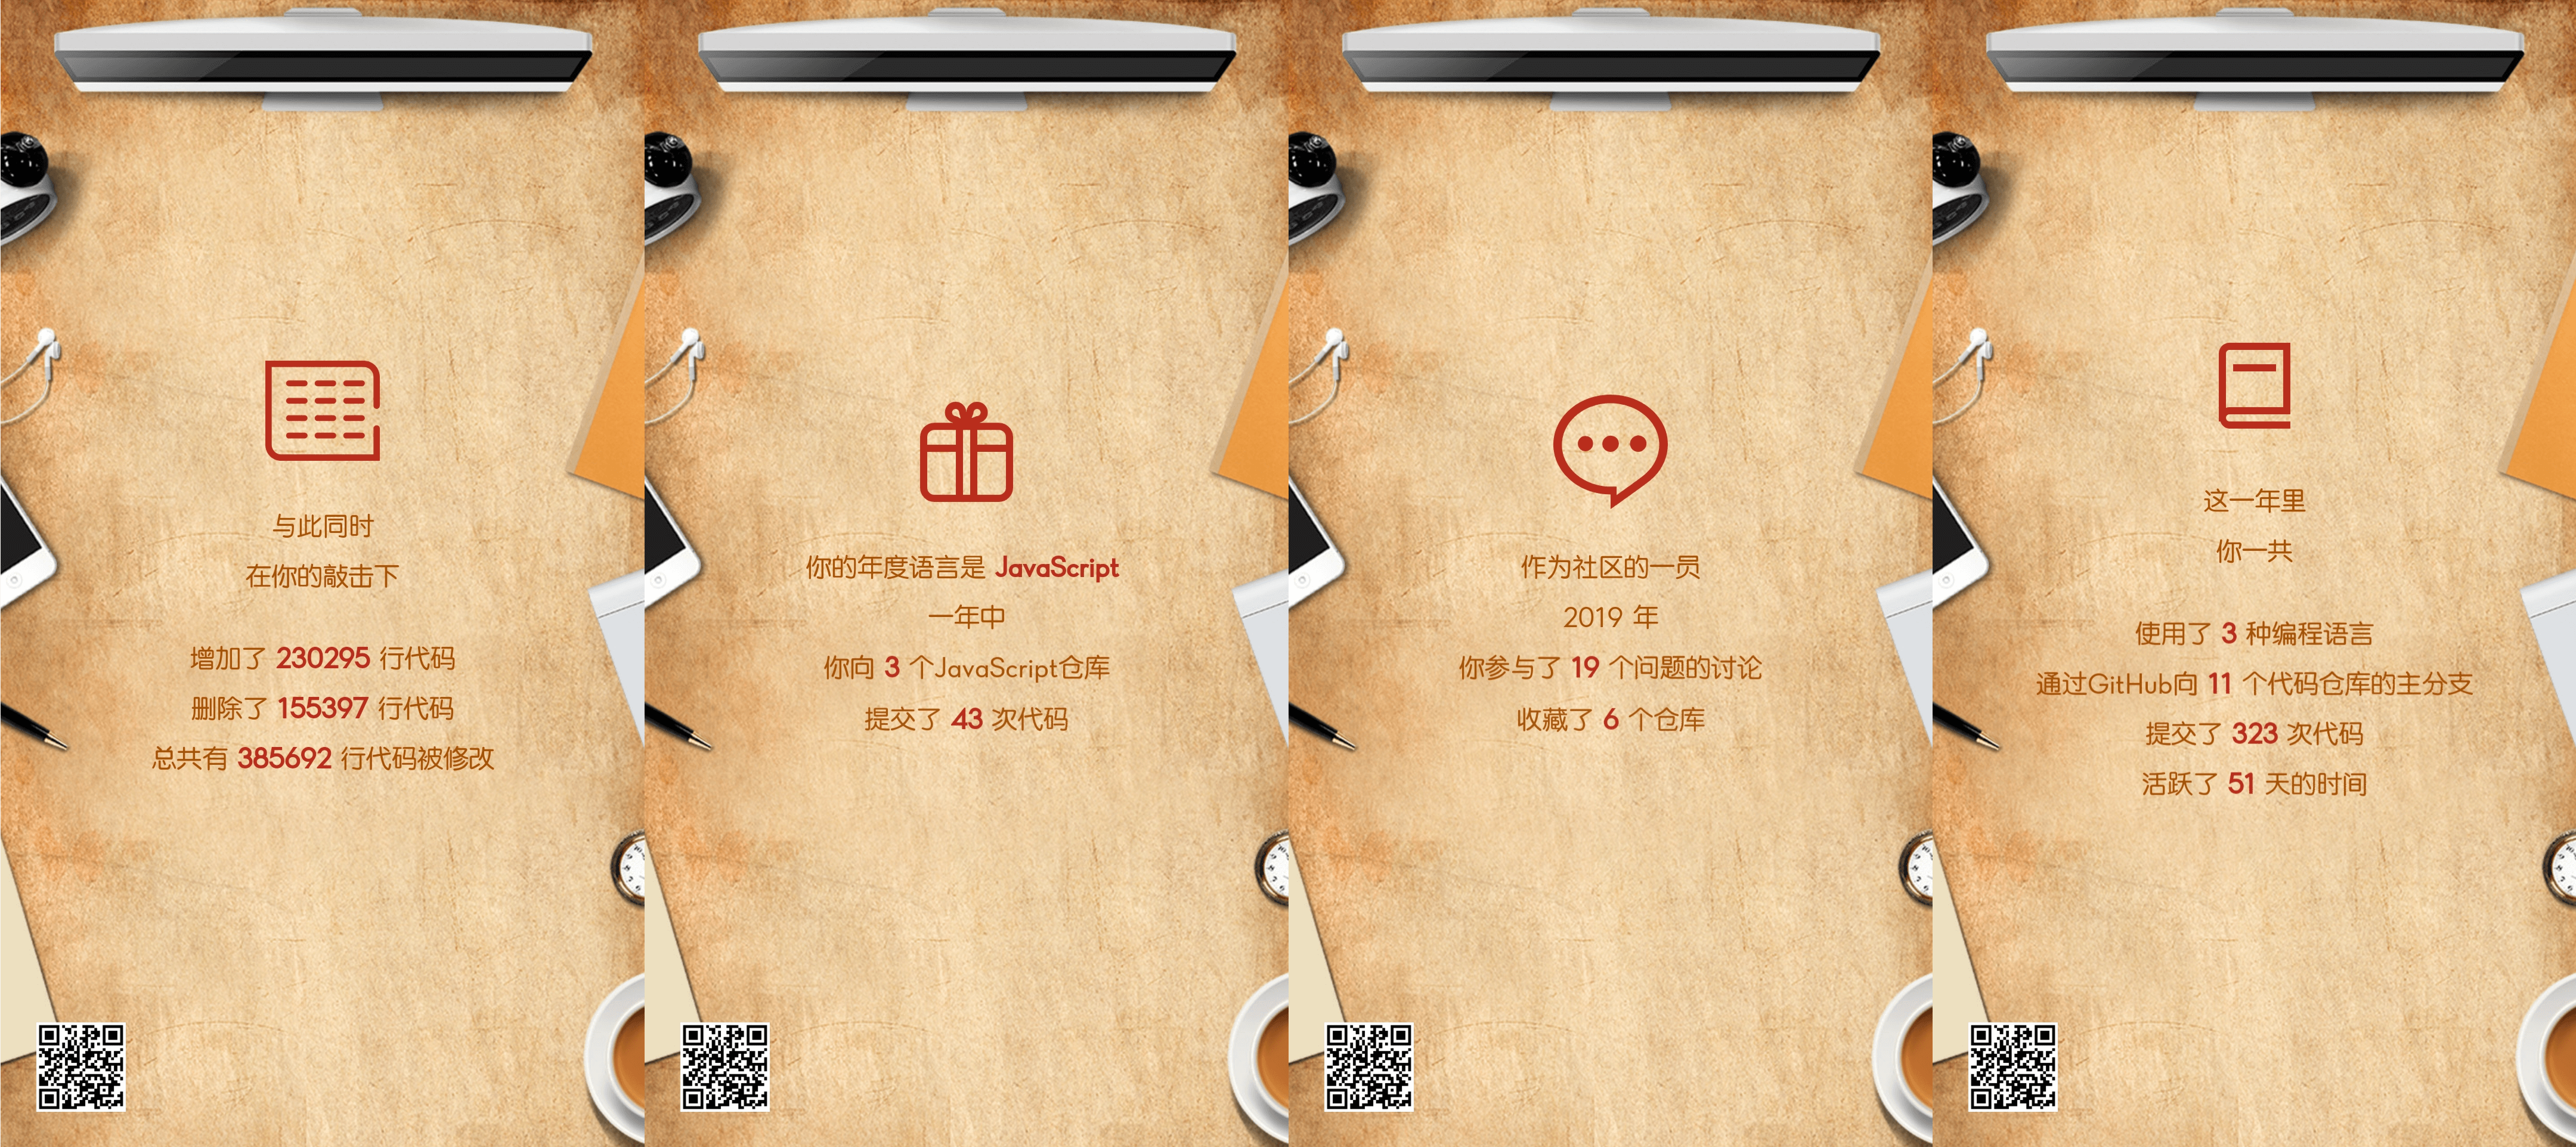 与此同时
在你的敲击下
增加了 230295 行代码
删除了 155397 行代码
总共有 385692 行代码被修改
你的年度语言是 JavaScript
一年中
你向 3 个JavaScript仓库
提交了 43 次代码
作为社区的一员
2019 年
你参与了 19 个问题的讨论
收藏了 6 个仓库
这一年里
你一共
使用了 3 种编程语言
通过GitHub向 11 个代码仓库的主分支
提交了 323 次代码
活跃了 51 天的时间